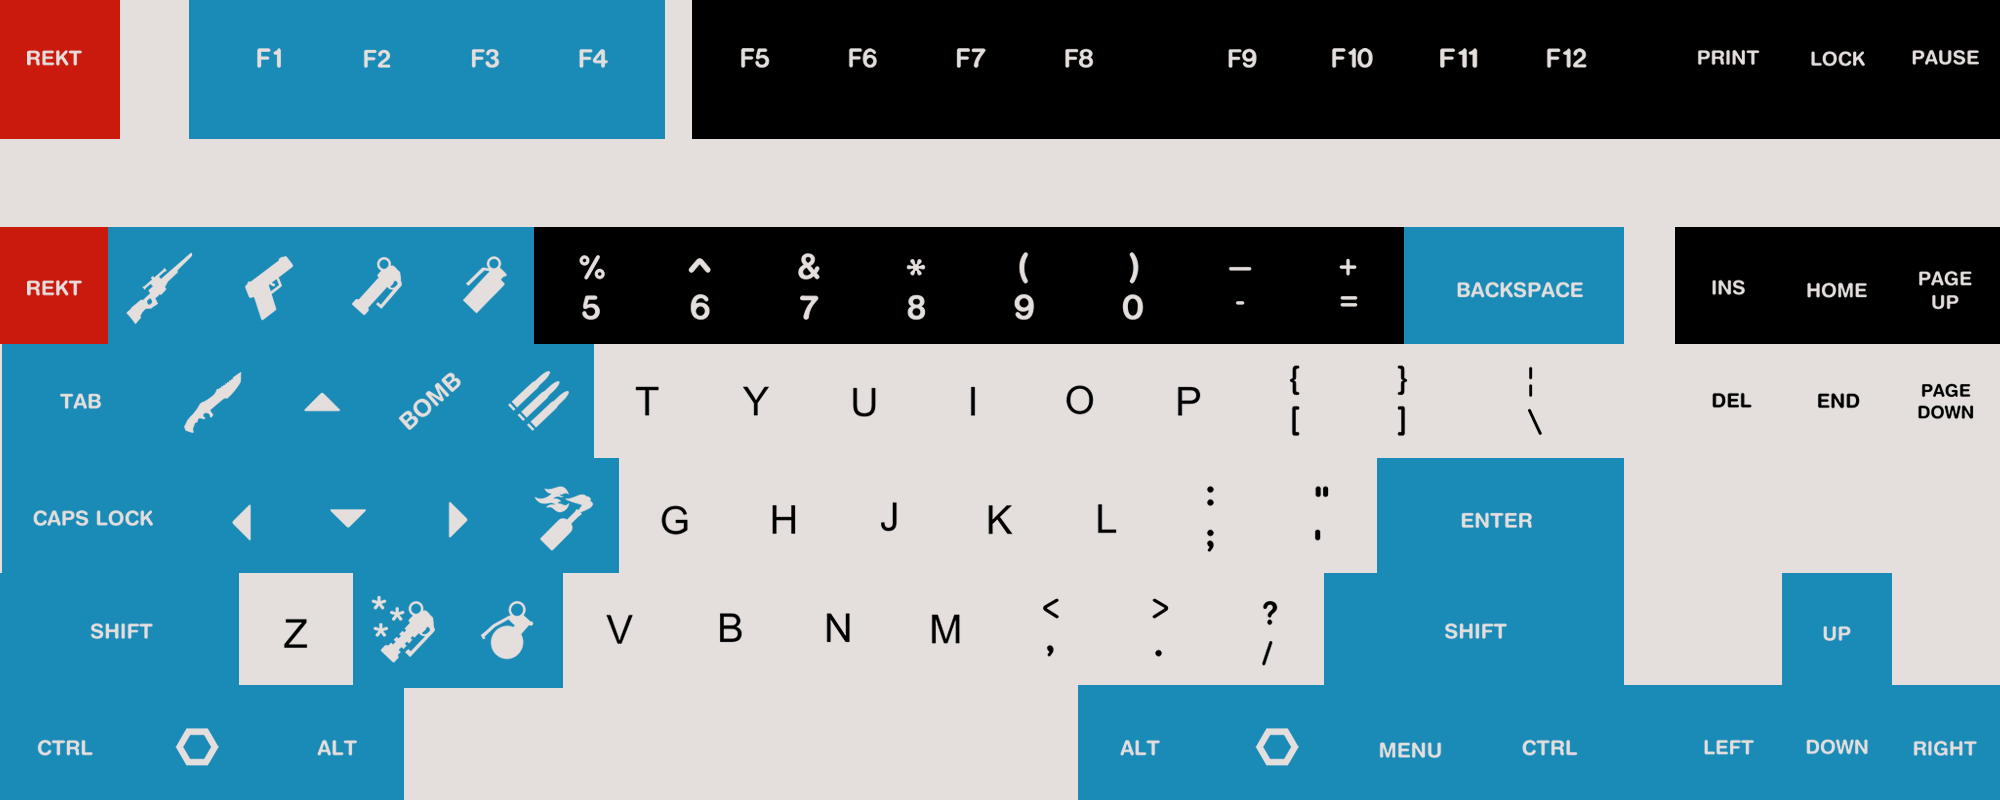 REKT F1 F2 F3 F4 F5 F6 F7 F8 F9 F10 F11 F12 PRINT LOCK PAUSE
REKT % ^ & * ( ) — + BACKSPACE INS HOME PAGE UP
5 6 7 8 9 0 - =
TAB BOMB T Y U I O P { } ¦ DEL END PAGE DOWN
[ ] \
CAPS LOCK G H J K L : " ENTER
; '
SHIFT Z V B N M < > ? SHIFT UP
, . /
CTRL ALT ALT MENU CTRL LEFT DOWN RIGHT